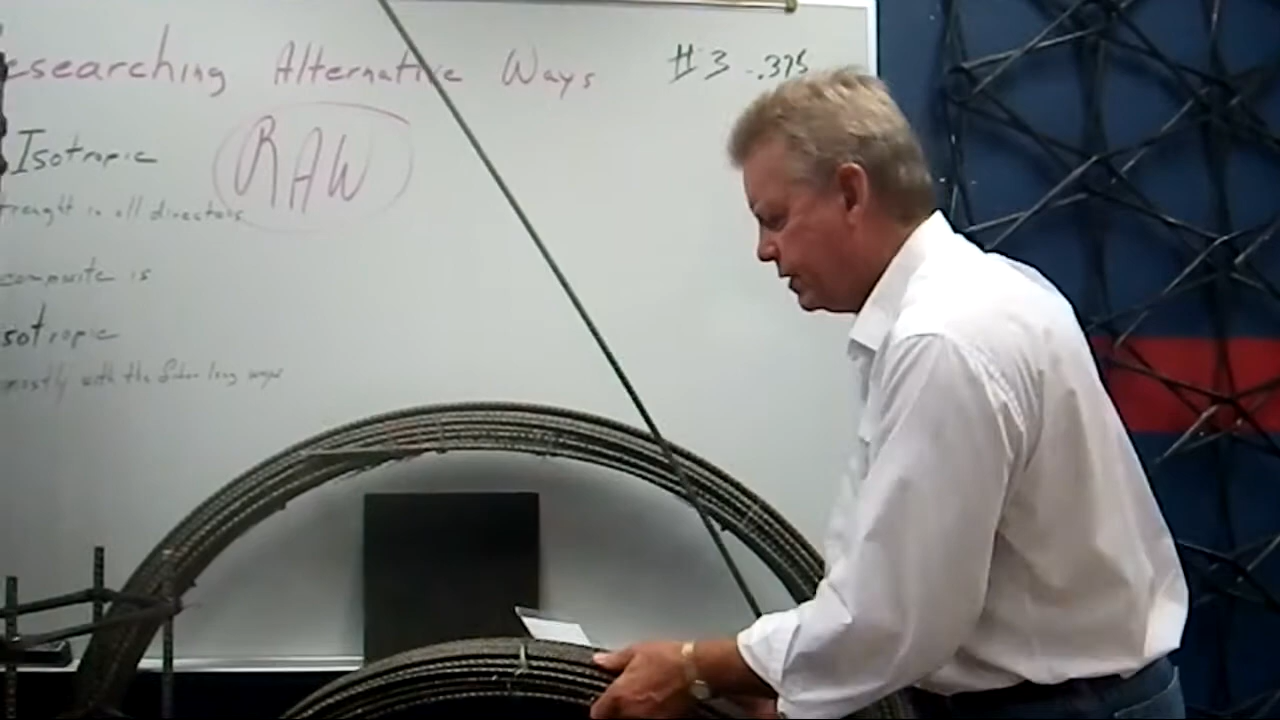 esearching Alternative Ways
#3 -.375
Isotropic
RAW
trenght in all directions
composite is
sotropic
mostly with the fiber long ways